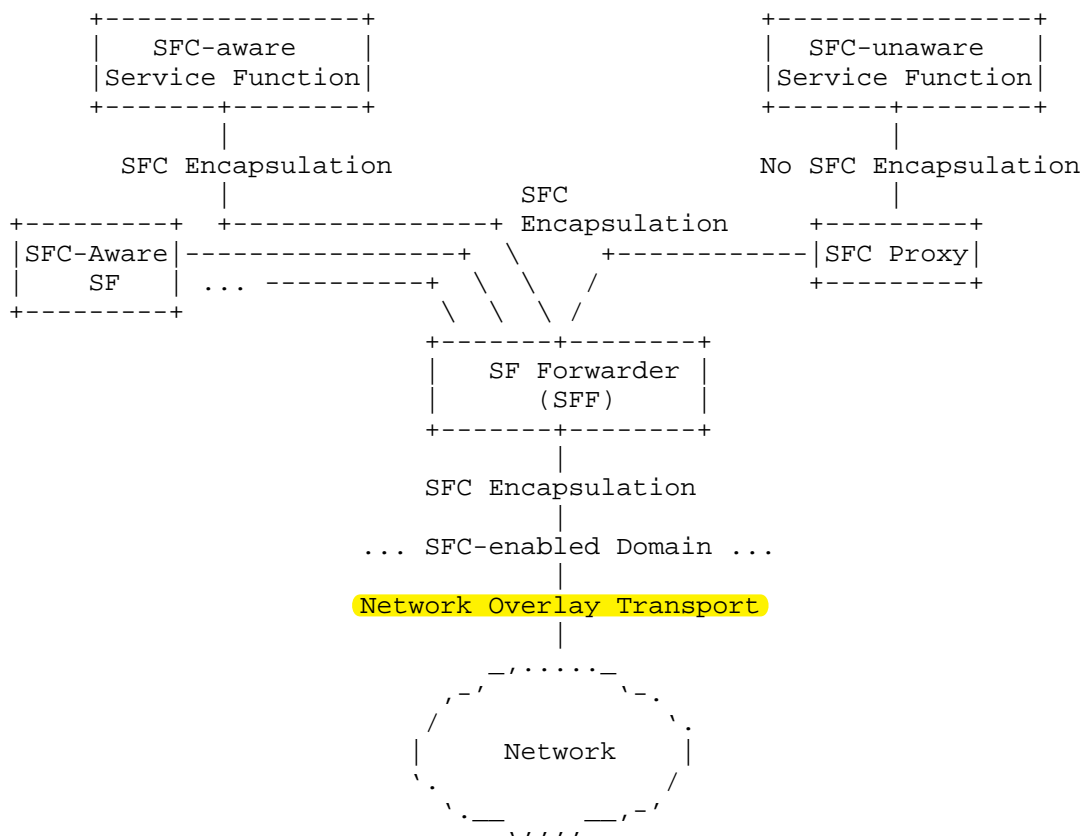 SFC-aware SFC-unaware
Service Function Service Function
SFC Encapsulation No SFC Encapsulation
SFC
Encapsulation
SFC-Aware SFC Proxy
SF ...
SF Forwarder
(SFF)
SFC Encapsulation
... SFC-enabled Domain ...
Network Overlay Transport
Network